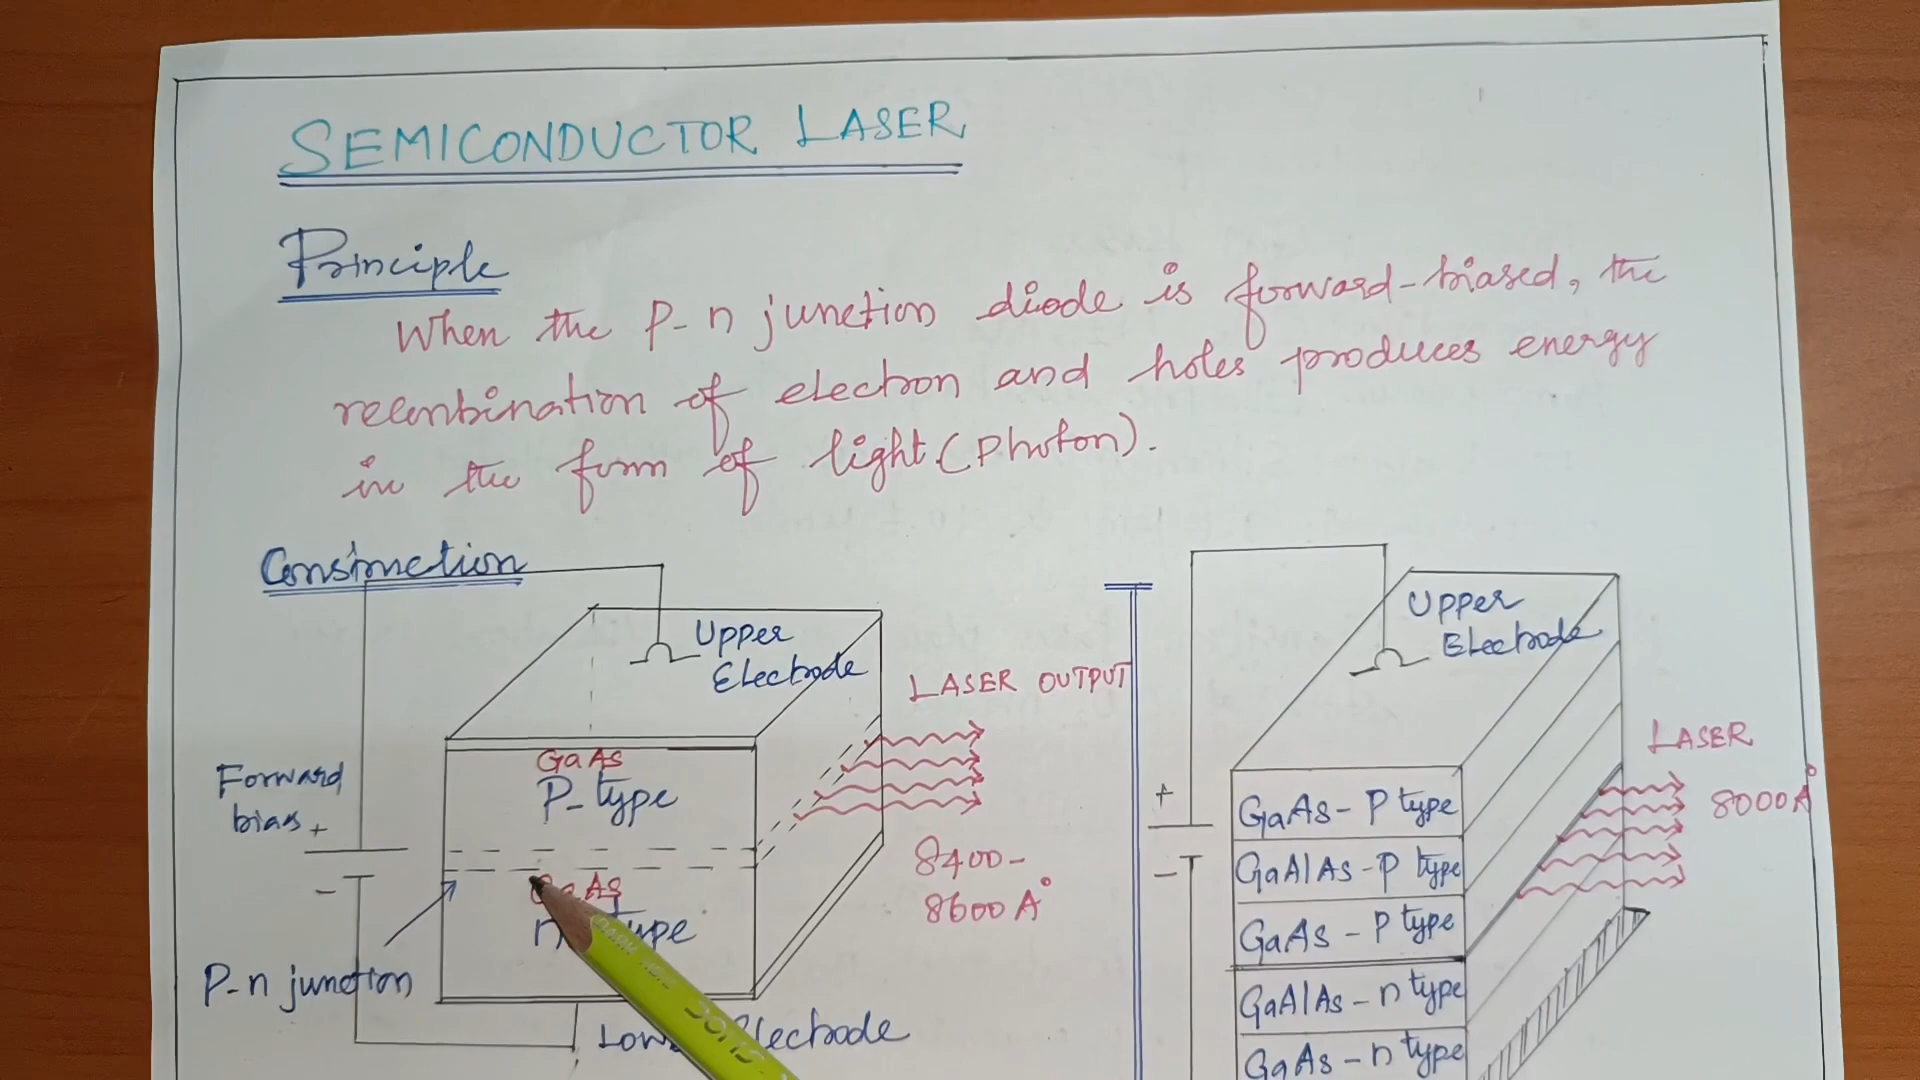 SEMICONDUCTOR LASER
Principle
When the P-n junction diode is forward-biased, the
recombination of electron and holes produces energy
in the form of light (Photon).
Construction
Upper
Electrode
LASER OUTPUT
GaAs
P-type
Forward
bias +
-
GaAs
8400-
8600 A°
P-n junction
Upper
Electrode
LASER
8000 A°
+
-
GaAs - P type
GaAlAs - P type
GaAs - P type
GaAlAs - n type
GaAs - n type